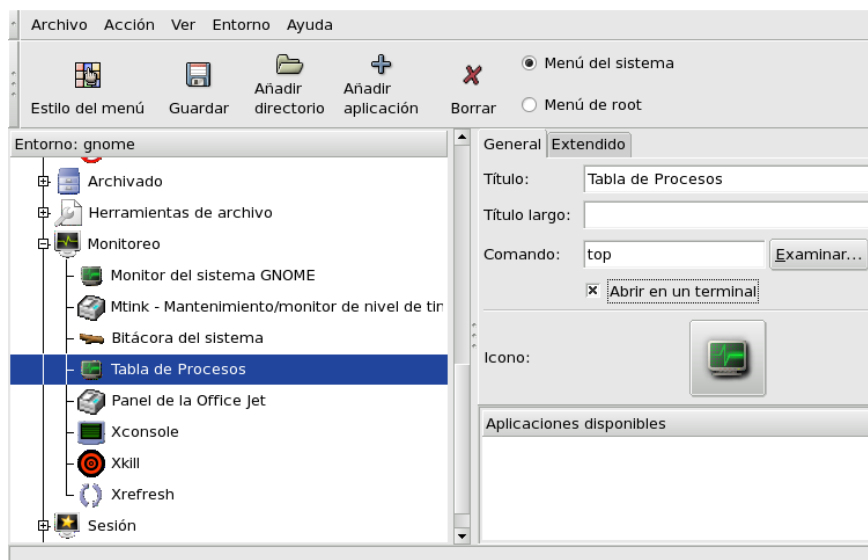 Archivo Acción Ver Entorno Ayuda
Estilo del menú
Guardar
Añadir
directorio
Añadir
aplicación
Borrar
Menú del sistema
Menú de root
Entorno: gnome
Archivado
Herramientas de archivo
Monitoreo
Monitor del sistema GNOME
Mtink - Mantenimiento/monitor de nivel de tin
Bitácora del sistema
Tabla de Procesos
Panel de la Office Jet
Xconsole
Xkill
Xrefresh
Sesión
General Extendido
Título: Tabla de Procesos
Título largo:
Comando: top Examinar...
Abrir en un terminal
Icono:
Aplicaciones disponibles